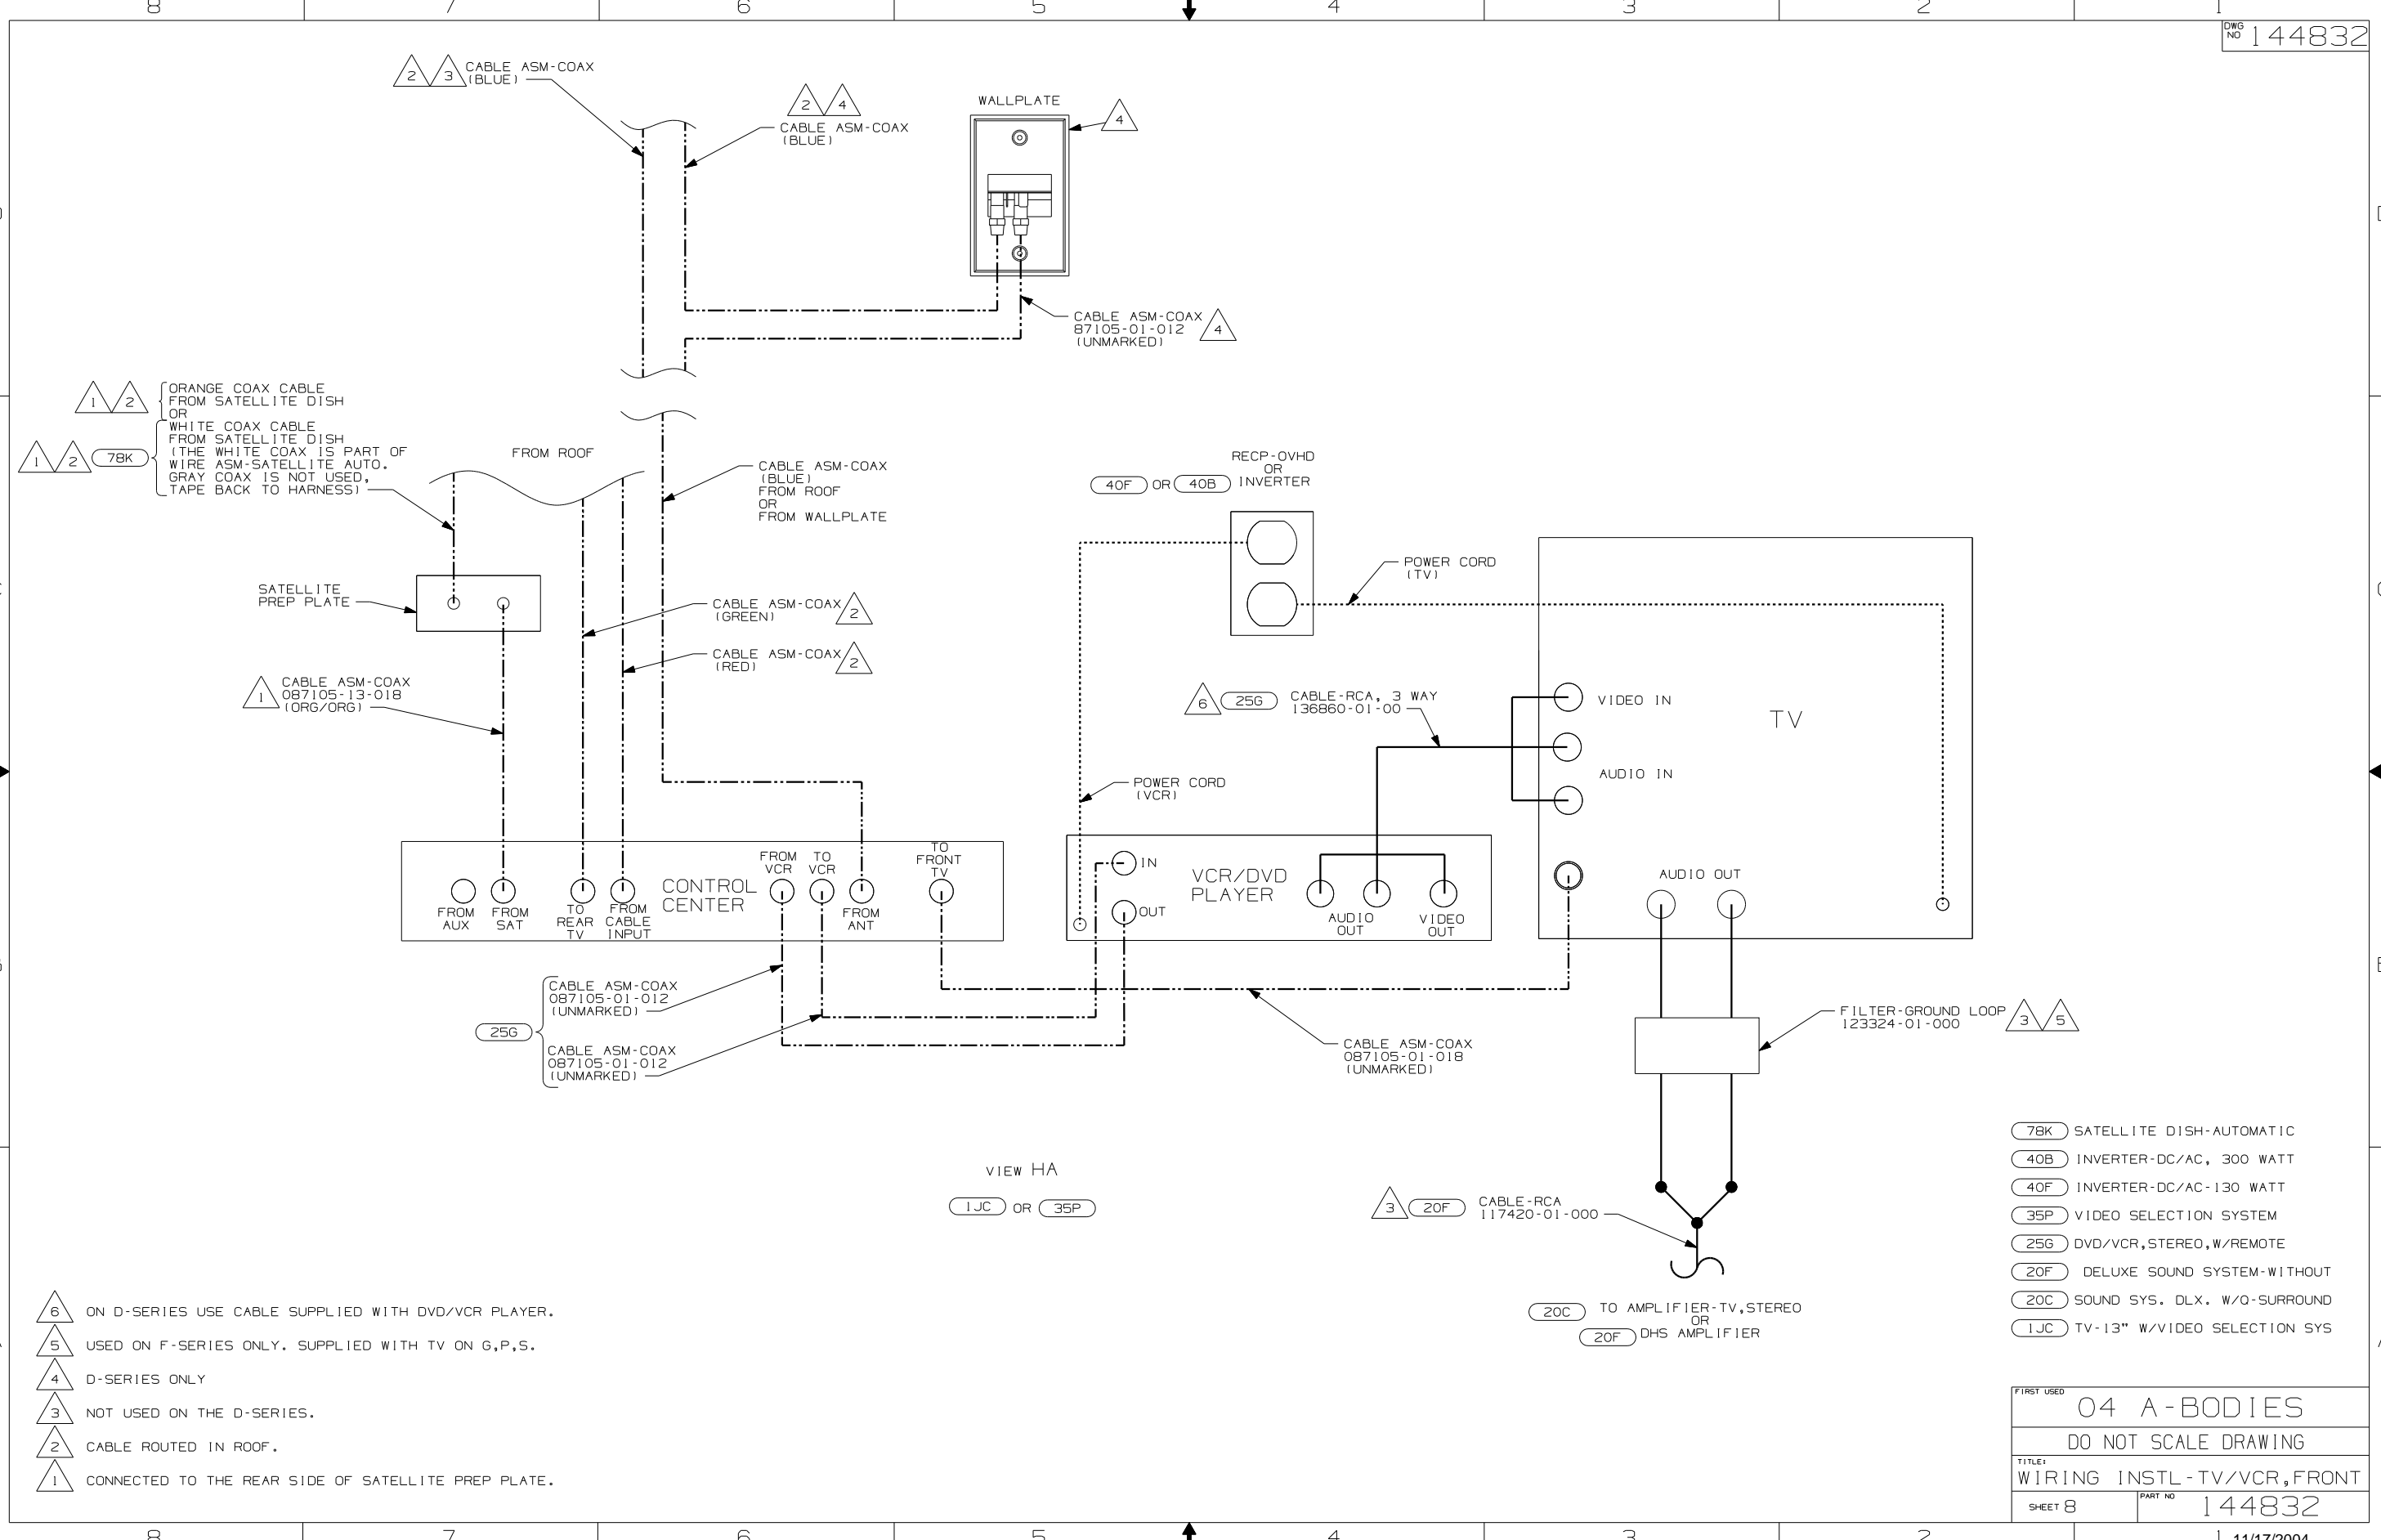 8 7 6 5 4 3 2 1
DWG
NO 144832
2 3 CABLE ASM-COAX
(BLUE)
2 4
CABLE ASM-COAX
(BLUE)
WALLPLATE
4
CABLE ASM-COAX
87105-01-012 4
(UNMARKED)
1 2 ORANGE COAX CABLE
FROM SATELLITE DISH
OR
1 2 78K WHITE COAX CABLE
FROM SATELLITE DISH
(THE WHITE COAX IS PART OF
WIRE ASM-SATELLITE AUTO.
GRAY COAX IS NOT USED,
TAPE BACK TO HARNESS)
FROM ROOF
CABLE ASM-COAX
(BLUE)
FROM ROOF
OR
FROM WALLPLATE
RECP-OVHD
OR
40F OR 40B INVERTER
POWER CORD
(TV)
SATELLITE
PREP PLATE
CABLE ASM-COAX 2
(GREEN)
CABLE ASM-COAX 2
(RED)
1 CABLE ASM-COAX
087105-13-018
(ORG/ORG)
6 25G CABLE-RCA, 3 WAY
136860-01-00
VIDEO IN
TV
AUDIO IN
POWER CORD
(VCR)
CONTROL
CENTER
FROM
AUX
FROM
SAT
TO
REAR
TV
FROM
CABLE
INPUT
FROM
VCR
TO
VCR
FROM
ANT
TO
FRONT
TV
IN
OUT
VCR/DVD
PLAYER
AUDIO
OUT
VIDEO
OUT
AUDIO OUT
25G
CABLE ASM-COAX
087105-01-012
(UNMARKED)
CABLE ASM-COAX
087105-01-012
(UNMARKED)
CABLE ASM-COAX
087105-01-018
(UNMARKED)
FILTER-GROUND LOOP 3 5
123324-01-000
VIEW HA
1JC OR 35P
3 20F CABLE-RCA
117420-01-000
20C TO AMPLIFIER-TV,STEREO
OR
20F DHS AMPLIFIER
78K SATELLITE DISH-AUTOMATIC
40B INVERTER-DC/AC, 300 WATT
40F INVERTER-DC/AC-130 WATT
35P VIDEO SELECTION SYSTEM
25G DVD/VCR,STEREO,W/REMOTE
20F DELUXE SOUND SYSTEM-WITHOUT
20C SOUND SYS. DLX. W/Q-SURROUND
1JC TV-13" W/VIDEO SELECTION SYS
6 ON D-SERIES USE CABLE SUPPLIED WITH DVD/VCR PLAYER.
5 USED ON F-SERIES ONLY. SUPPLIED WITH TV ON G,P,S.
4 D-SERIES ONLY
3 NOT USED ON THE D-SERIES.
2 CABLE ROUTED IN ROOF.
1 CONNECTED TO THE REAR SIDE OF SATELLITE PREP PLATE.
FIRST USED
04 A-BODIES
DO NOT SCALE DRAWING
TITLE:
WIRING INSTL-TV/VCR,FRONT
SHEET 8
PART NO 144832
8 7 6 5 4 3 2 1
11/17/2004